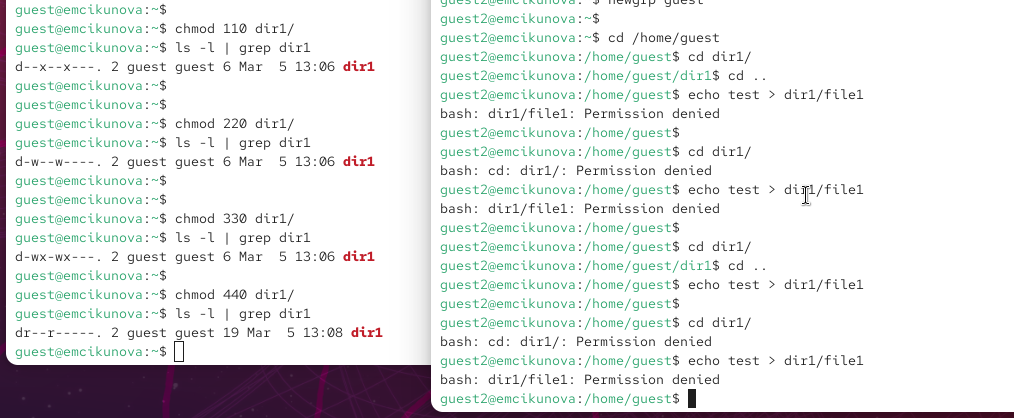 guest@emcikunova:~$
guest@emcikunova:~$ chmod 110 dir1/
guest@emcikunova:~$ ls -l | grep dir1
d--x--x---. 2 guest guest 6 Mar  5 13:06 dir1
guest@emcikunova:~$
guest@emcikunova:~$
guest@emcikunova:~$ chmod 220 dir1/
guest@emcikunova:~$ ls -l | grep dir1
d-w--w----. 2 guest guest 6 Mar  5 13:06 dir1
guest@emcikunova:~$
guest@emcikunova:~$
guest@emcikunova:~$ chmod 330 dir1/
guest@emcikunova:~$ ls -l | grep dir1
d-wx-wx---. 2 guest guest 6 Mar  5 13:06 dir1
guest@emcikunova:~$
guest@emcikunova:~$ chmod 440 dir1/
guest@emcikunova:~$ ls -l | grep dir1
dr--r-----. 2 guest guest 19 Mar  5 13:08 dir1
guest@emcikunova:~$
guest2@emcikunova:~$ newgrp guest
guest2@emcikunova:~$
guest2@emcikunova:~$ cd /home/guest
guest2@emcikunova:/home/guest$ cd dir1/
guest2@emcikunova:/home/guest/dir1$ cd ..
guest2@emcikunova:/home/guest$ echo test > dir1/file1
bash: dir1/file1: Permission denied
guest2@emcikunova:/home/guest$
guest2@emcikunova:/home/guest$ cd dir1/
bash: cd: dir1/: Permission denied
guest2@emcikunova:/home/guest$ echo test > dir1/file1
bash: dir1/file1: Permission denied
guest2@emcikunova:/home/guest$
guest2@emcikunova:/home/guest$ cd dir1/
guest2@emcikunova:/home/guest/dir1$ cd ..
guest2@emcikunova:/home/guest$ echo test > dir1/file1
guest2@emcikunova:/home/guest$
guest2@emcikunova:/home/guest$ cd dir1/
bash: cd: dir1/: Permission denied
guest2@emcikunova:/home/guest$ echo test > dir1/file1
bash: dir1/file1: Permission denied
guest2@emcikunova:/home/guest$